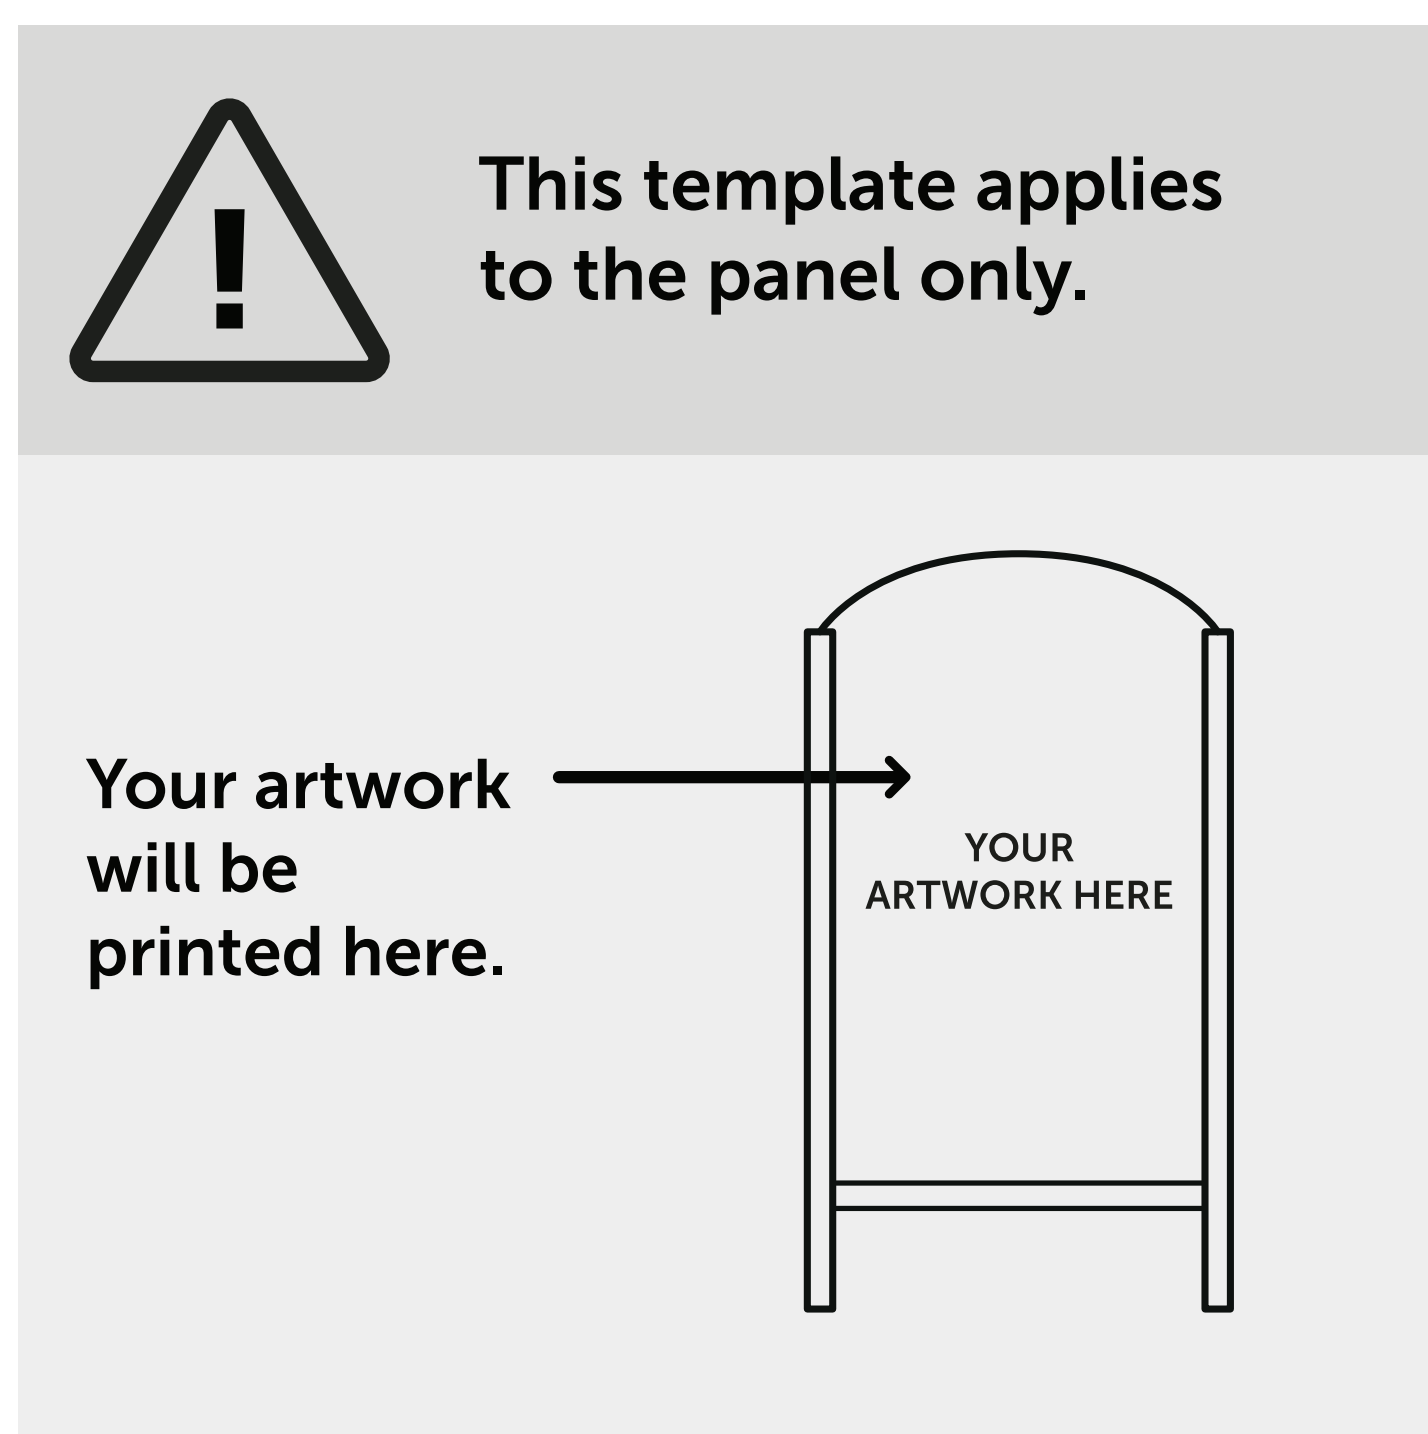 !
This template applies
to the panel only.
Your artwork
will be
printed here.
YOUR
ARTWORK HERE